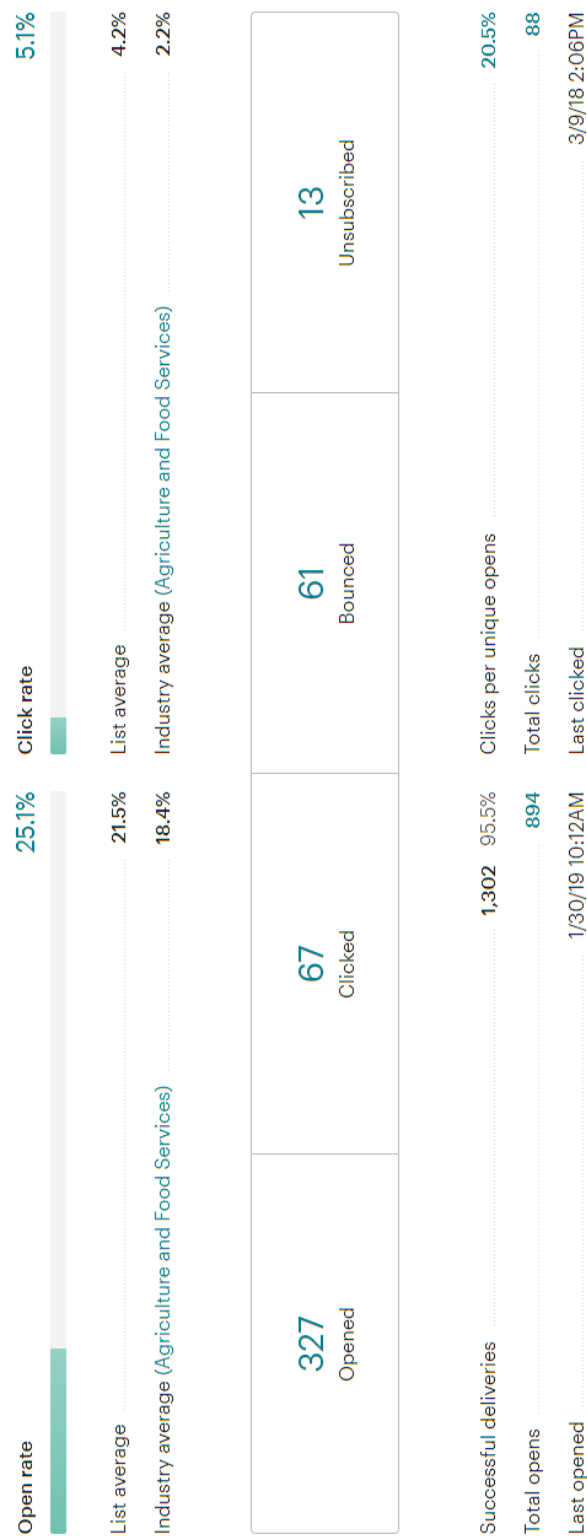 Open rate 25.1% Click rate 5.1%
List average 21.5% List average 4.2%
Industry average (Agriculture and Food Services) 18.4% Industry average (Agriculture and Food Services) 2.2%
327 67 61 13
Opened Clicked Bounced Unsubscribed
Successful deliveries 1,302 95.5% Clicks per unique opens 20.5%
Total opens 894 Total clicks 88
Last opened 1/30/19 10:12AM Last clicked 3/9/18 2:06PM